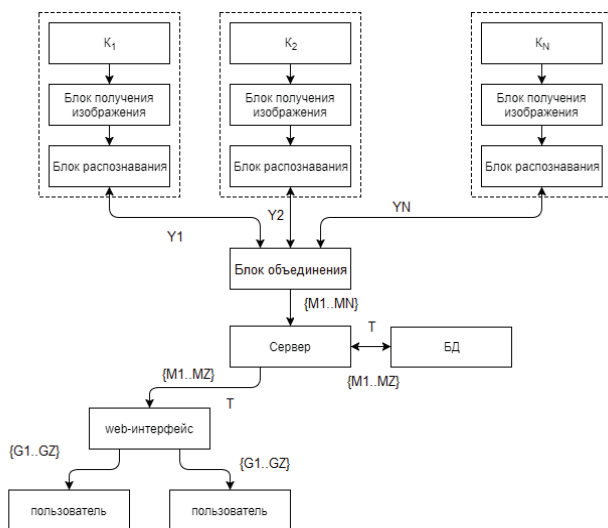 K1
K2
KN
Блок получения
изображения
Блок получения
изображения
Блок получения
изображения
Блок распознавания
Блок распознавания
Блок распознавания
Y1
Y2
YN
Блок объединения
{M1..MN}
Сервер
T
БД
{M1..MZ}
{M1..MZ}
T
web-интерфейс
{G1..GZ}
{G1..GZ}
пользователь
пользователь